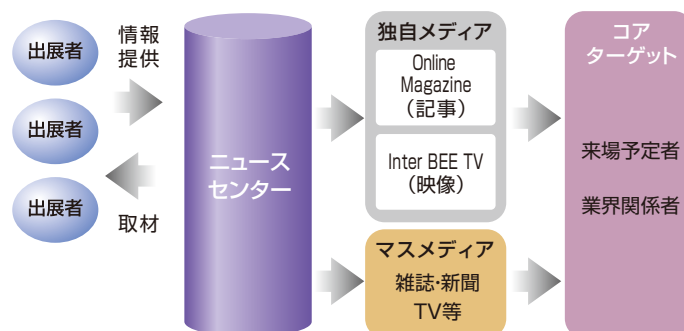 出展者
出展者
出展者
情報
提供
取材
ニュース
センター
独自メディア
Online
Magazine
（記事）
Inter BEE TV
（映像）
マスメディア
雑誌・新聞
TV等
コア
ターゲット
来場予定者
業界関係者